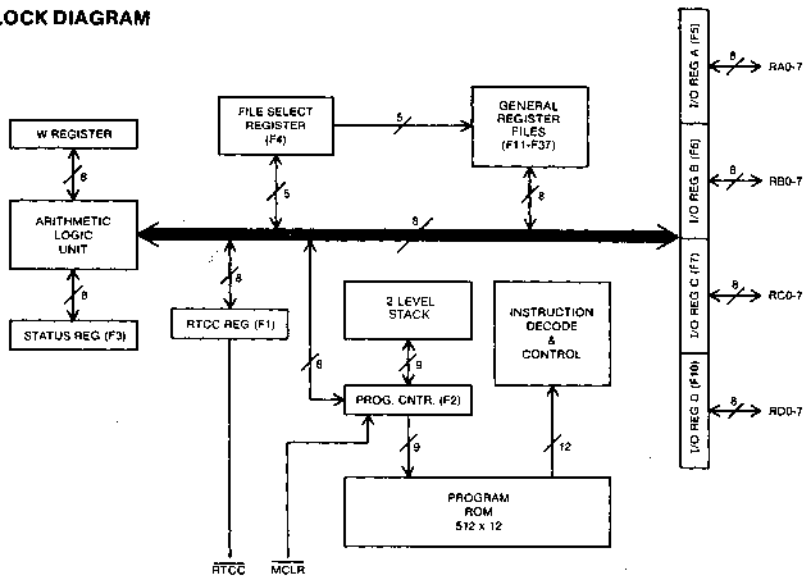 LOCK DIAGRAM
W REGISTER
8
ARITHMETIC
LOGIC
UNIT
8
STATUS REG (F3)
FILE SELECT
REGISTER
(F4)
5
5
GENERAL
REGISTER
FILES
(F11-F37)
8
8
8
RTCC REG (F1)
8
2 LEVEL
STACK
9
PROG. CNTR. (F2)
9
INSTRUCTION
DECODE
&
CONTROL
12
PROGRAM
ROM
512 x 12
RTCC
MCLR
I/O REG A (F5)
8
RA0-7
I/O REG B (F6)
8
RB0-7
I/O REG C (F7)
8
RC0-7
I/O REG D (F10)
8
RD0-7